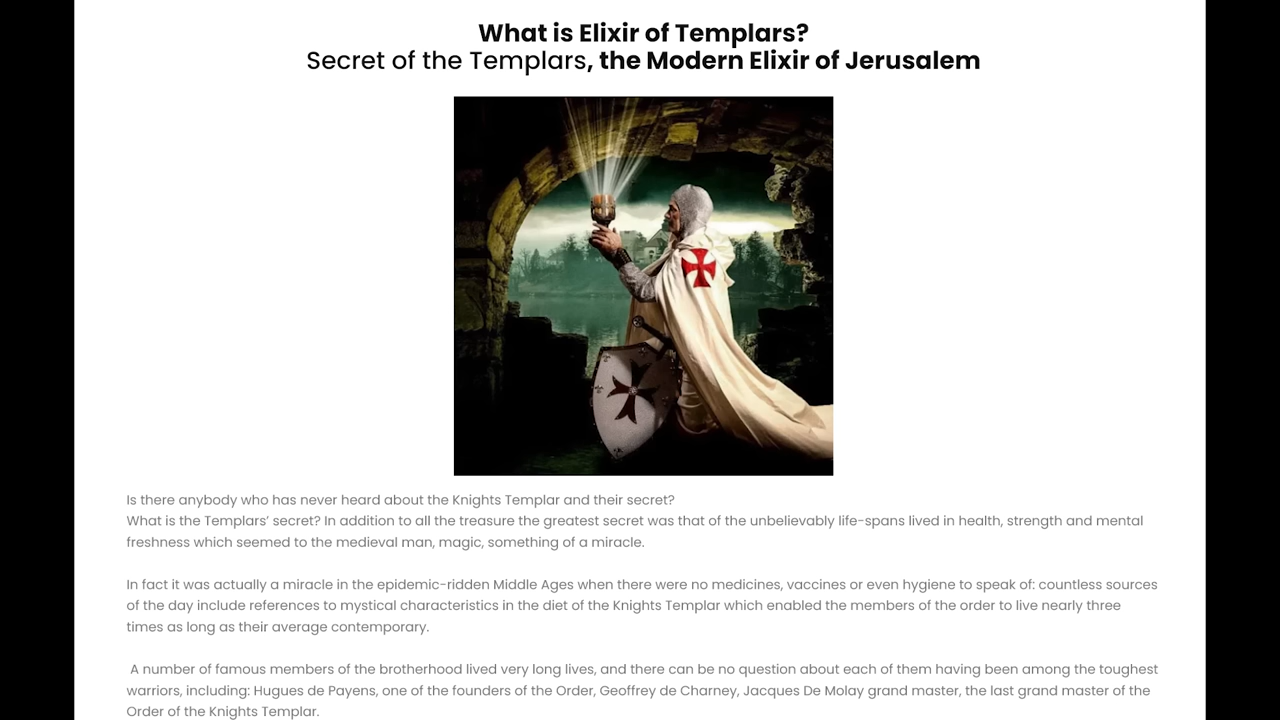 What is Elixir of Templars?
Secret of the Templars, the Modern Elixir of Jerusalem
Is there anybody who has never heard about the Knights Templar and their secret?
What is the Templars’ secret? In addition to all the treasure the greatest secret was that of the unbelievably life-spans lived in health, strength and mental
freshness which seemed to the medieval man, magic, something of a miracle.
In fact it was actually a miracle in the epidemic-ridden Middle Ages when there were no medicines, vaccines or even hygiene to speak of: countless sources
of the day include references to mystical characteristics in the diet of the Knights Templar which enabled the members of the order to live nearly three
times as long as their average contemporary.
A number of famous members of the brotherhood lived very long lives, and there can be no question about each of them having been among the toughest
warriors, including: Hugues de Payens, one of the founders of the Order, Geoffrey de Charney, Jacques De Molay grand master, the last grand master of the
Order of the Knights Templar.